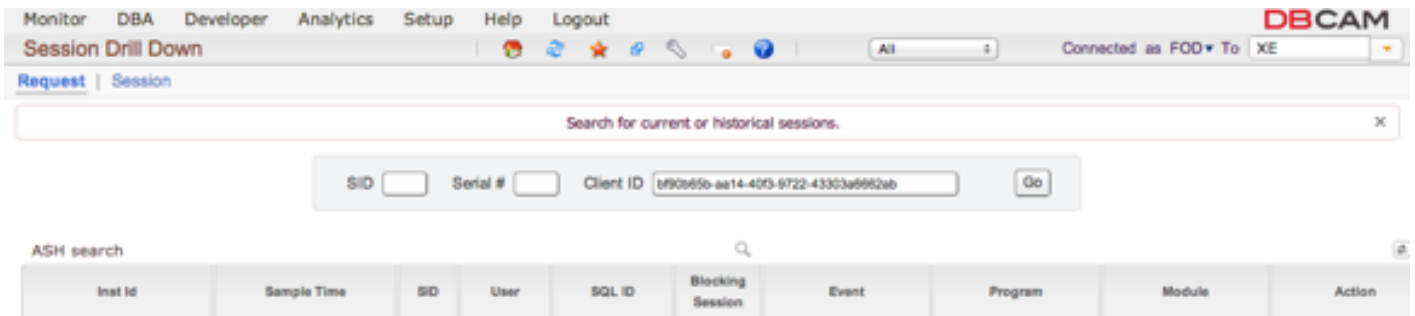 Monitor DBA Developer Analytics Setup Help Logout DBCAM
Session Drill Down All Connected as FOD To XE
Request | Session
Search for current or historical sessions. ×
SID Serial # Client ID bf90b65b-aa14-40f3-9722-43303a6662ab Go
ASH search
Inst Id Sample Time SID User SQL ID Blocking Session Event Program Module Action